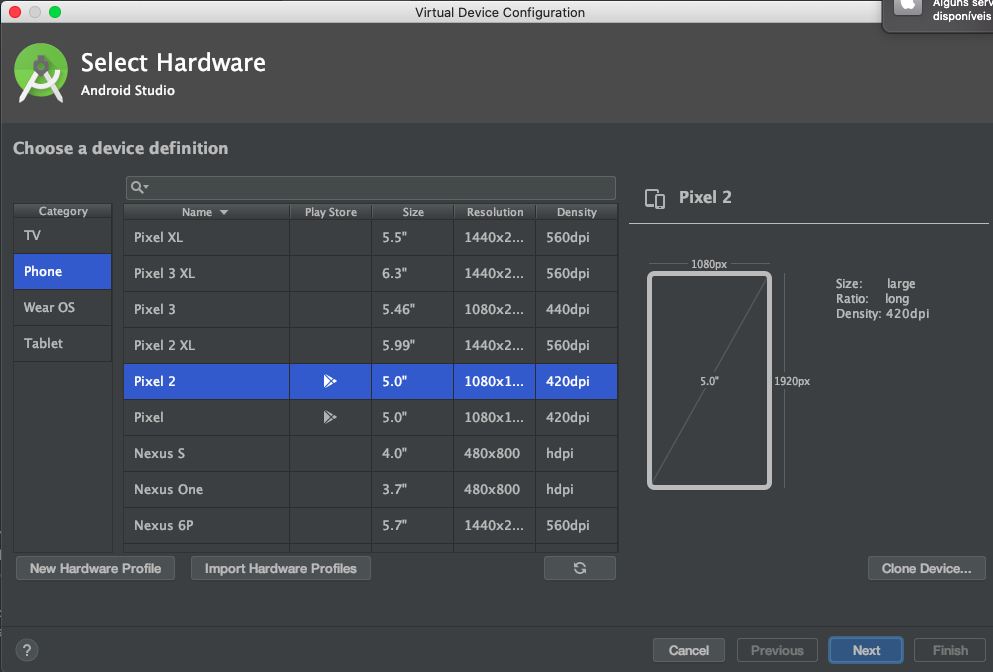 Virtual Device Configuration
Alguns serv
disponíveis
Select Hardware
Android Studio
Choose a device definition
Category
TV
Phone
Wear OS
Tablet
Name Play Store Size Resolution Density
Pixel XL 5.5" 1440x2... 560dpi
Pixel 3 XL 6.3" 1440x2... 560dpi
Pixel 3 5.46" 1080x2... 440dpi
Pixel 2 XL 5.99" 1440x2... 560dpi
Pixel 2 5.0" 1080x1... 420dpi
Pixel 5.0" 1080x1... 420dpi
Nexus S 4.0" 480x800 hdpi
Nexus One 3.7" 480x800 hdpi
Nexus 6P 5.7" 1440x2... 560dpi
Pixel 2
1080px
5.0"
1920px
Size: large
Ratio: long
Density: 420dpi
New Hardware Profile
Import Hardware Profiles
Clone Device...
?
Cancel
Previous
Next
Finish